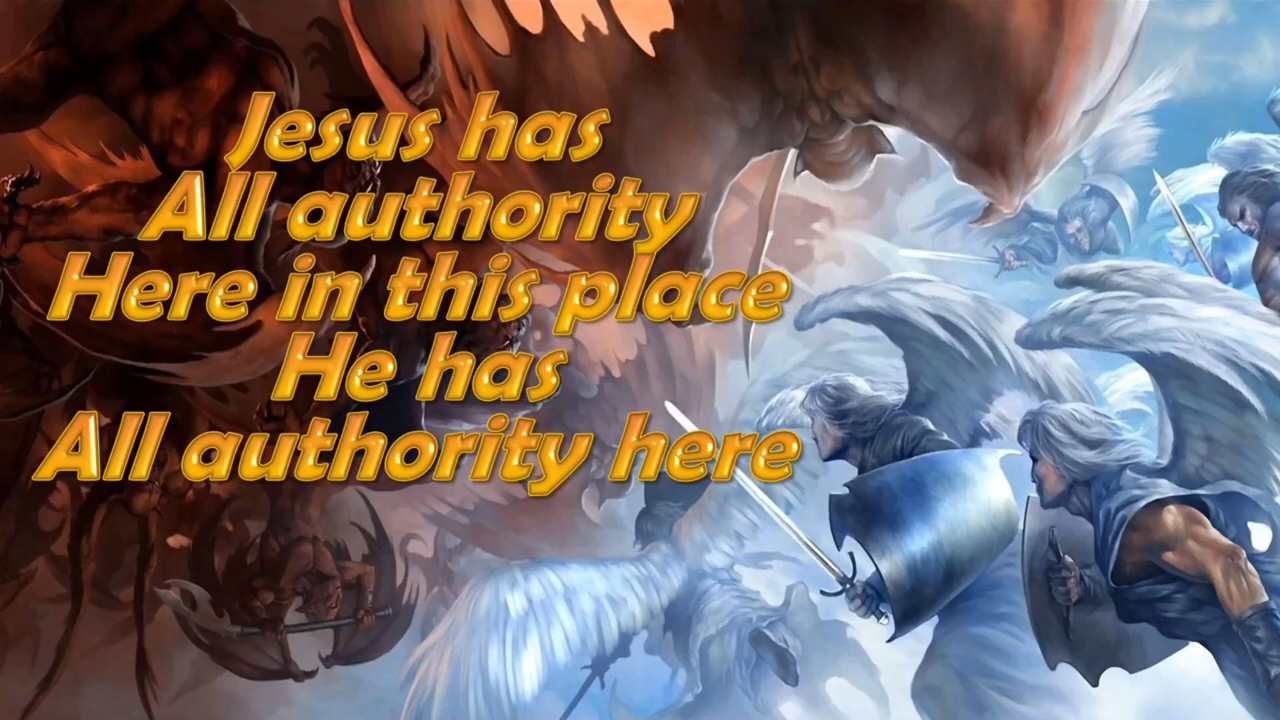 Jesus has
All authority
Here in this place
He has
All authority here